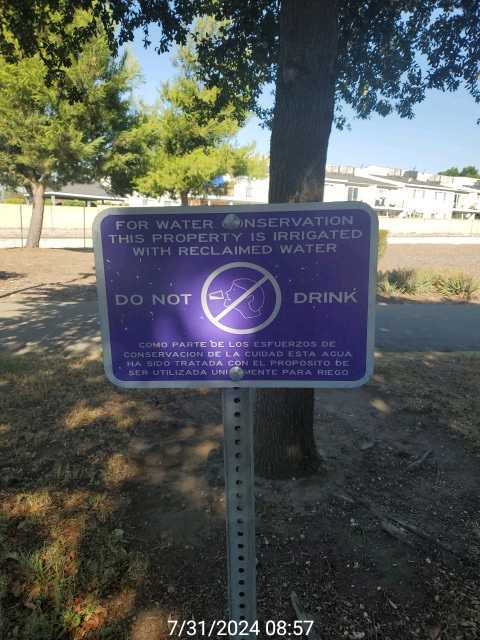 FOR WATER CONSERVATION
THIS PROPERTY IS IRRIGATED
WITH RECLAIMED WATER
DO NOT DRINK
COMO PARTE DE LOS ESFUERZOS DE
CONSERVACION DE LA CUIDAD ESTA AGUA
HA SIDO TRATADA CON EL PROPOSITO DE
SER UTILIZADA UNICAMENTE PARA RIEGO
7/31/2024 08:57